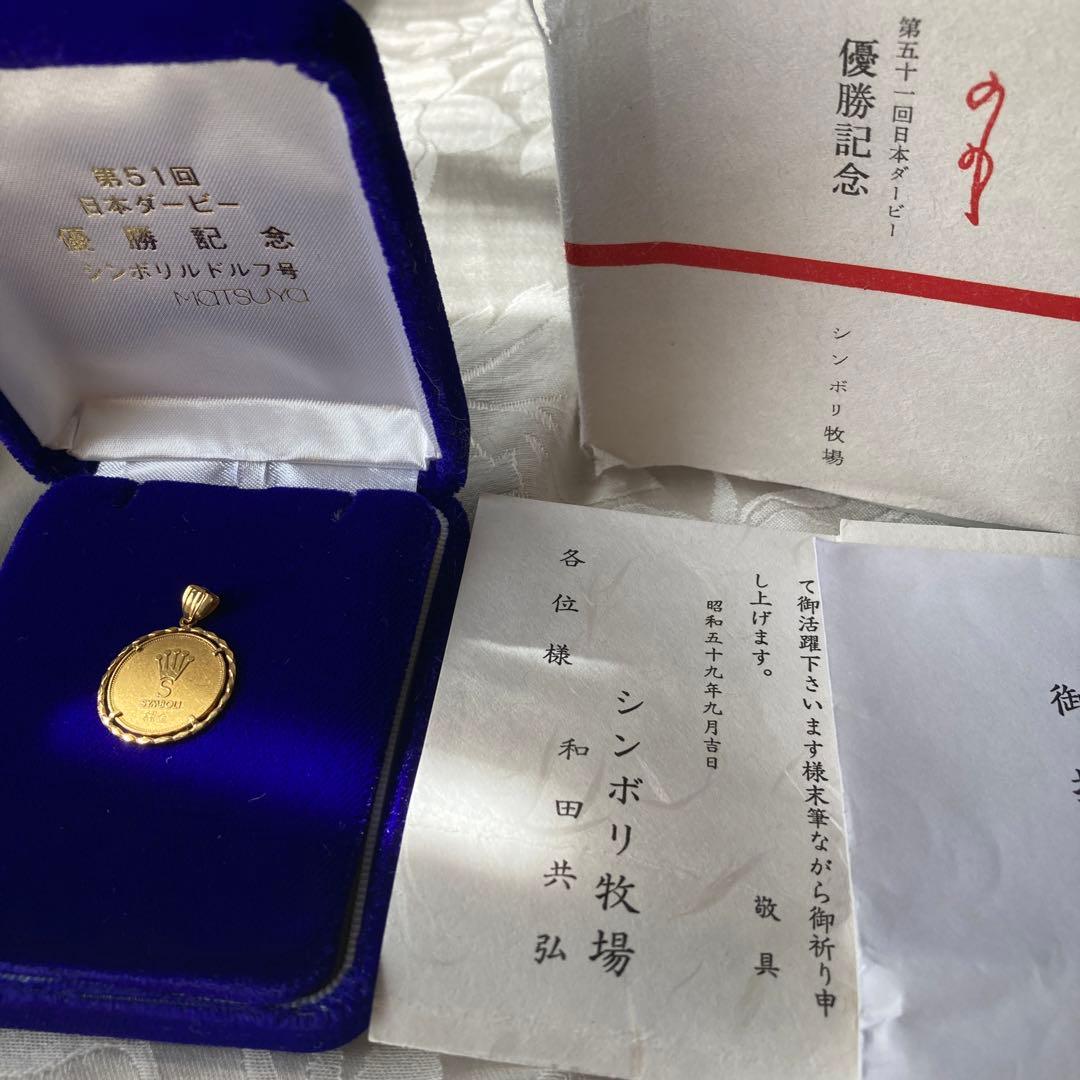 第51回
日本ダービー
優勝記念
シンボリルドルフ号
MATSUYA
S
SYMBOLI
のし
第五十一回日本ダービー
優勝記念
シンボリ牧場
て御活躍下さいます様末筆ながら御祈り申
し上げます。
敬具
昭和五十九年九月吉日
シンボリ牧場
和田共弘
各位様
御